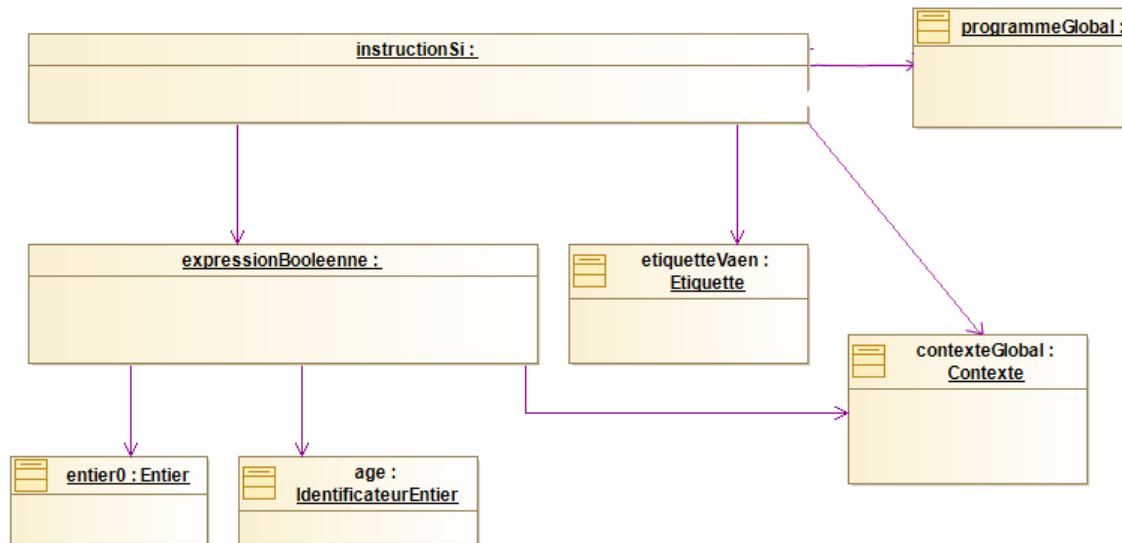 programmeGlobal :
instructionSi :
expressionBooleenne :
etiquetteVaen :
Etiquette
contexteGlobal :
Contexte
entier0 : Entier
age :
IdentificateurEntier